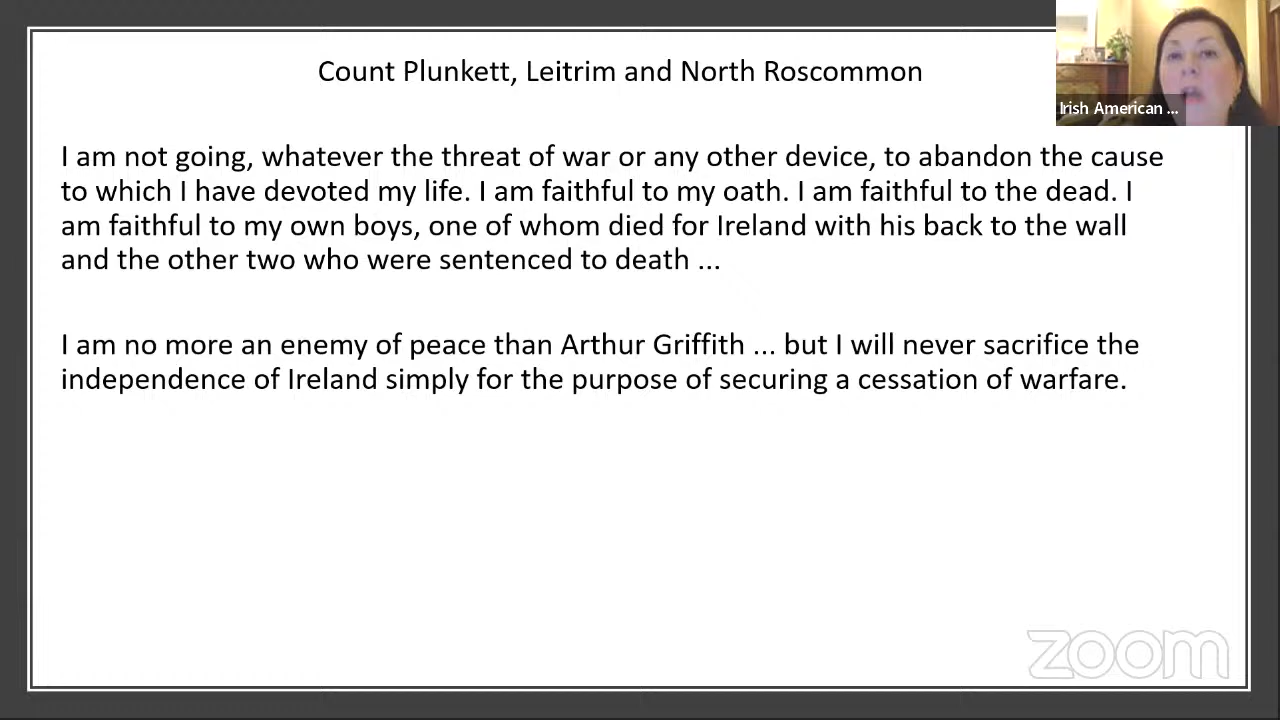 Count Plunkett, Leitrim and North Roscommon
Irish American ...
I am not going, whatever the threat of war or any other device, to abandon the cause
to which I have devoted my life. I am faithful to my oath. I am faithful to the dead. I
am faithful to my own boys, one of whom died for Ireland with his back to the wall
and the other two who were sentenced to death ...
I am no more an enemy of peace than Arthur Griffith ... but I will never sacrifice the
independence of Ireland simply for the purpose of securing a cessation of warfare.
zoom